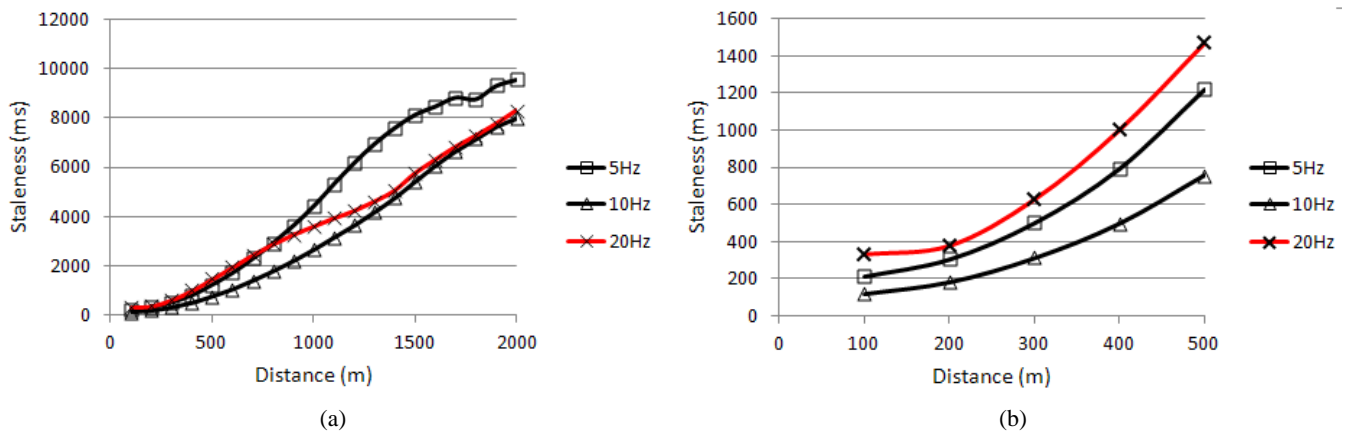 12000
10000
8000
6000
4000
2000
0
Staleness (ms)
0 500 1000 1500 2000
Distance (m)
5Hz
10Hz
20Hz
(a)
1600
1400
1200
1000
800
600
400
200
0
Staleness (ms)
0 100 200 300 400 500
Distance (m)
5Hz
10Hz
20Hz
(b)